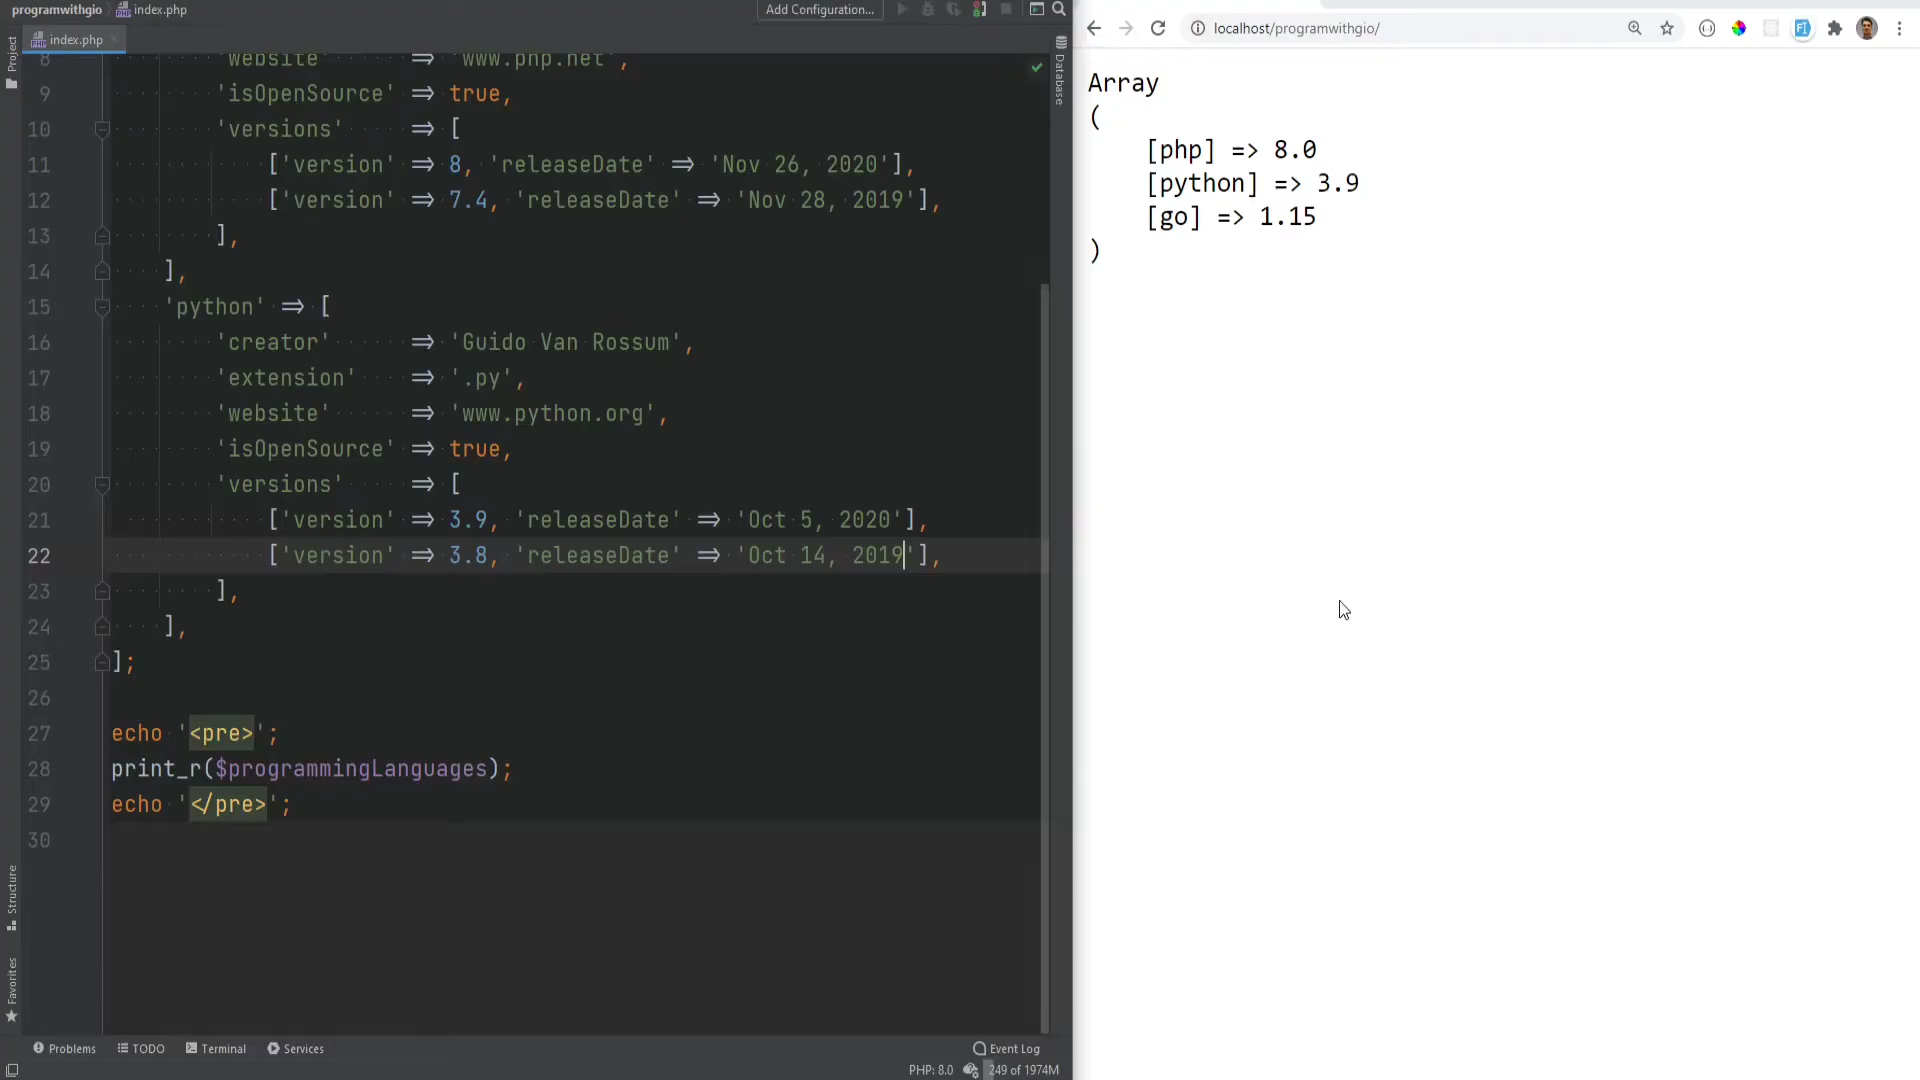 programwithgio
index.php
Add Configuration...
index.php
Project
Database
8 'website' => 'www.php.net',
9 'isOpenSource' => true,
10 'versions' => [
11 ['version' => 8, 'releaseDate' => 'Nov 26, 2020'],
12 ['version' => 7.4, 'releaseDate' => 'Nov 28, 2019'],
13 ],
14 ],
15 'python' => [
16 'creator' => 'Guido Van Rossum',
17 'extension' => '.py',
18 'website' => 'www.python.org',
19 'isOpenSource' => true,
20 'versions' => [
21 ['version' => 3.9, 'releaseDate' => 'Oct 5, 2020'],
22 ['version' => 3.8, 'releaseDate' => 'Oct 14, 2019'],
23 ],
24 ],
25 ];
26
27 echo '<pre>';
28 print_r($programmingLanguages);
29 echo '</pre>';
30
Structure
Favorites
Problems TODO Terminal Services Event Log
PHP: 8.0 249 of 1974M
localhost/programwithgio/
Array
(
[php] => 8.0
[python] => 3.9
[go] => 1.15
)